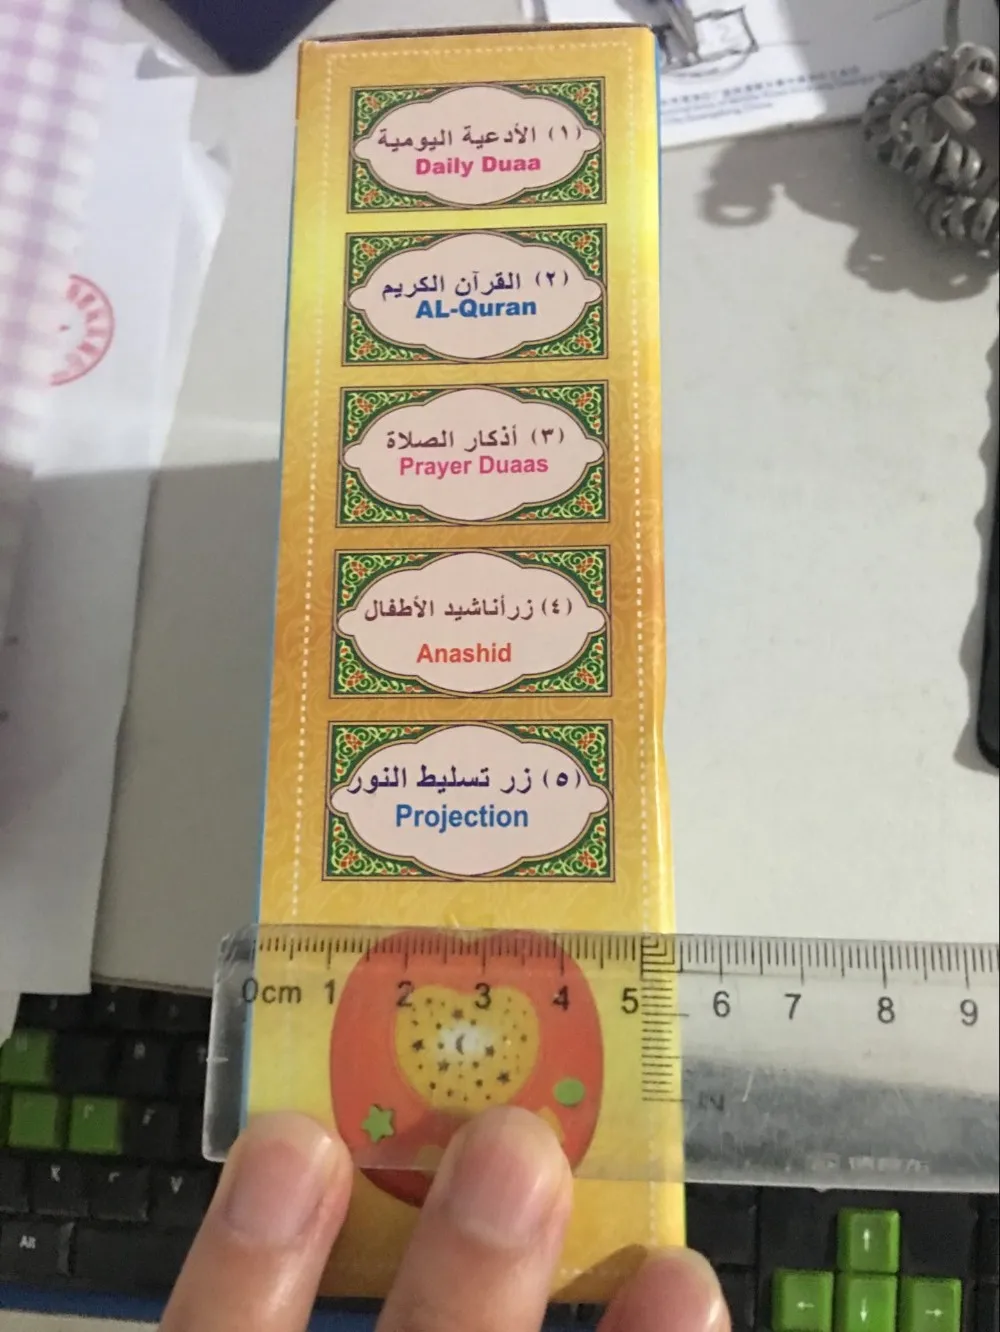 (١) الأدعية اليومية
Daily Duaa
(٢) القرآن الكريم
AL-Quran
(٣) أذكار الصلاة
Prayer Duaas
(٤) زرأناشيد الأطفال
Anashid
(٥) زر تسليط النور
Projection
0cm 1 2 3 4 5 6 7 8 9
Alt